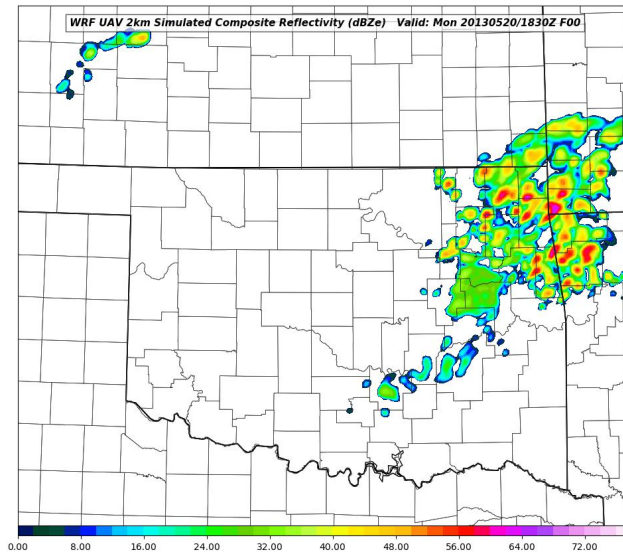 WRF UAV 2km Simulated Composite Reflectivity (dBZe)   Valid: Mon 20130520/1830Z F00
0.00 8.00 16.00 24.00 32.00 40.00 48.00 56.00 64.00 72.00